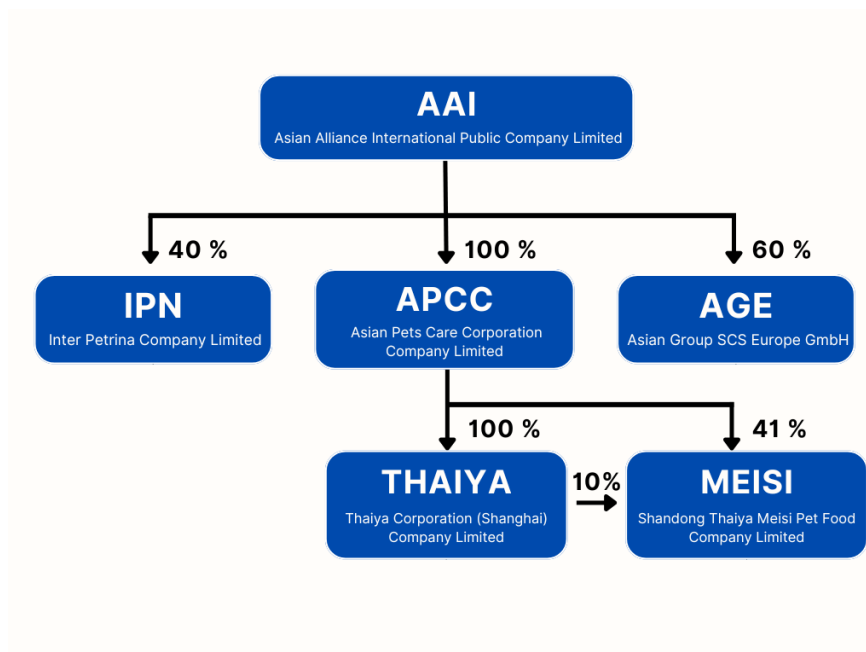 AAI
Asian Alliance International Public Company Limited
40 %
100 %
60 %
IPN
Inter Petrina Company Limited
APCC
Asian Pets Care Corporation
Company Limited
AGE
Asian Group SCS Europe GmbH
100 %
41 %
THAIYA
Thaiya Corporation (Shanghai)
Company Limited
10%
MEISI
Shandong Thaiya Meisi Pet Food
Company Limited